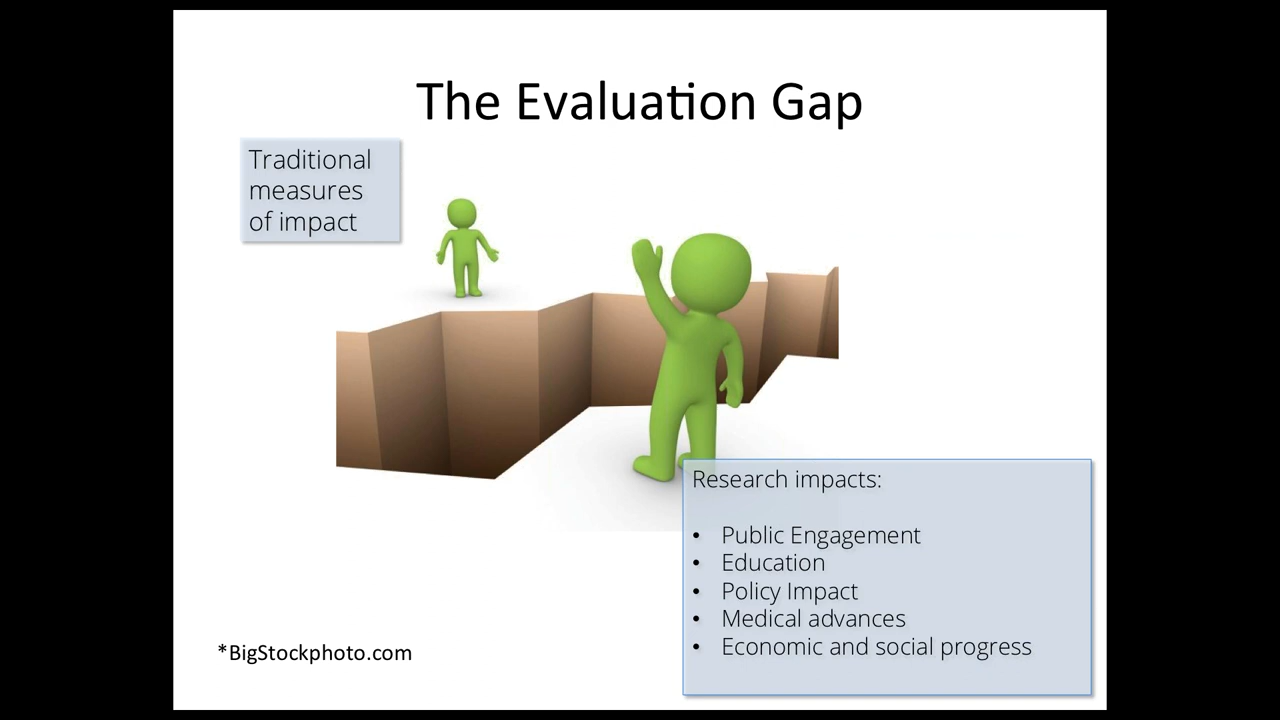 The Evaluation Gap
Traditional
measures
of impact
Research impacts:
• Public Engagement
• Education
• Policy Impact
• Medical advances
• Economic and social progress
*BigStockphoto.com